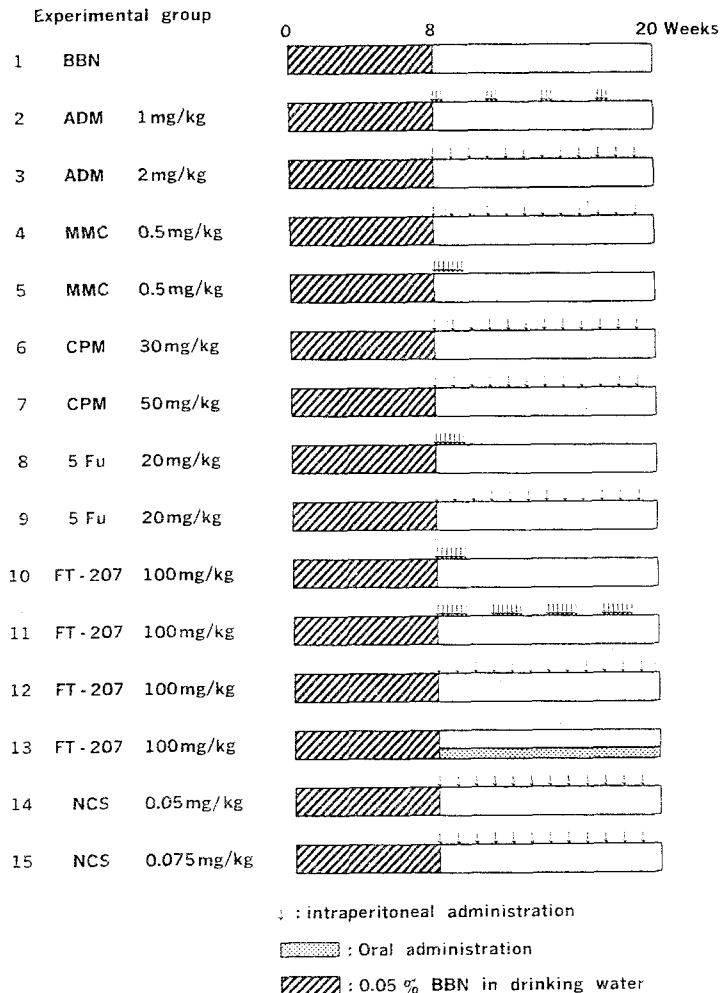 Experimental group
0 8 20 Weeks
1 BBN
2 ADM 1mg/kg
3 ADM 2mg/kg
4 MMC 0.5mg/kg
5 MMC 0.5mg/kg
6 CPM 30mg/kg
7 CPM 50mg/kg
8 5 Fu 20mg/kg
9 5 Fu 20mg/kg
10 FT-207 100mg/kg
11 FT-207 100mg/kg
12 FT-207 100mg/kg
13 FT-207 100mg/kg
14 NCS 0.05mg/kg
15 NCS 0.075mg/kg
↓ : intraperitoneal administration
: Oral administration
: 0.05 % BBN in drinking water